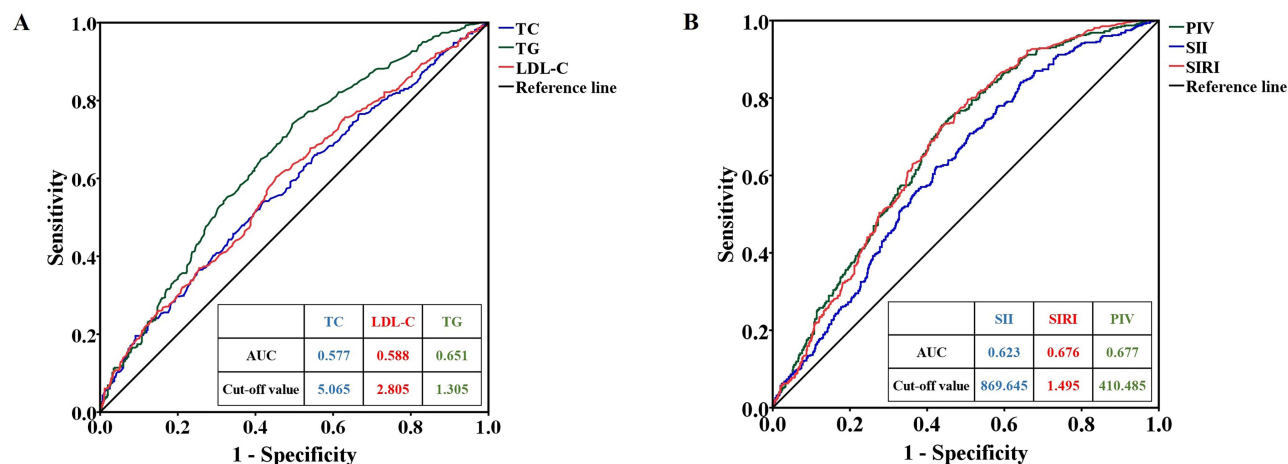 A
TC
TG
LDL-C
Reference line
1.0
0.8
0.6
0.4
0.2
0.0
Sensitivity
TC LDL-C TG
AUC 0.577 0.588 0.651
Cut-off value 5.065 2.805 1.305
0.0 0.2 0.4 0.6 0.8 1.0
1 - Specificity
B
PIV
SII
SIRI
Reference line
1.0
0.8
0.6
0.4
0.2
0.0
Sensitivity
SII SIRI PIV
AUC 0.623 0.676 0.677
Cut-off value 869.645 1.495 410.485
0.0 0.2 0.4 0.6 0.8 1.0
1 - Specificity